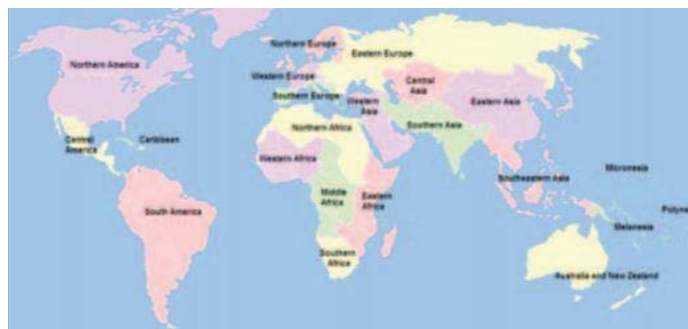 Northern Europe
Eastern Europe
Northern America
Western Europe
Central
Asia
Southern Europe
Western
Asia
Eastern Asia
Northern Africa
Southern Asia
Central
America
Caribbean
Western Africa
Micronesia
Southeastern Asia
Middle
Africa
Eastern
Africa
South America
Polyne
Melanesia
Southern
Africa
Australia and New Zealand